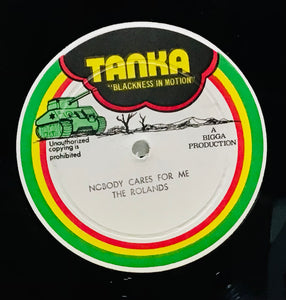 TANKA
"BLACKNESS IN MOTION"
Unauthorized
copying is
prohibited
A
BIGGA
PRODUCTION
NOBODY CARES FOR ME
THE ROLANDS